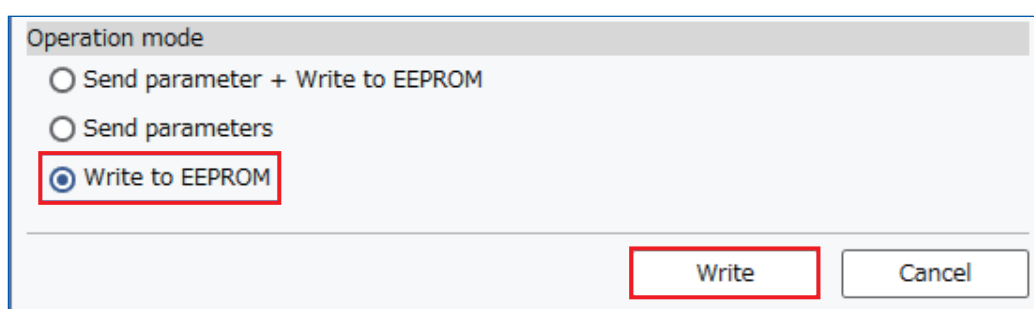 Operation mode
Send parameter + Write to EEPROM
Send parameters
Write to EEPROM
Write Cancel